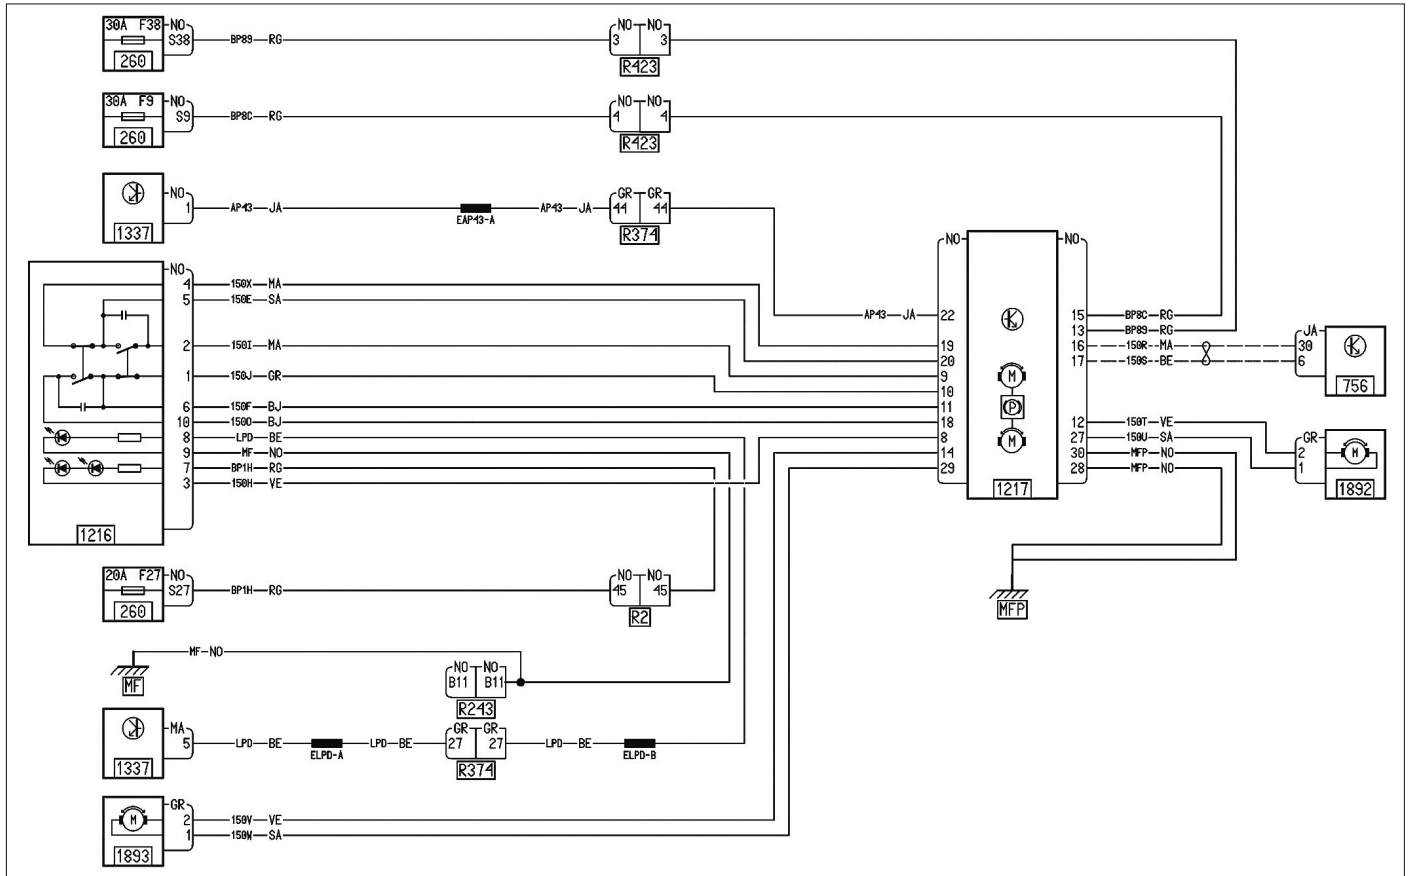 30A F38 NO NO NO
S38 BP89 RG 3 3
260 R423
30A F9 NO NO NO
S9 BP8C RG 4 4
260 R423
NO GR GR
1 AP43 JA AP43 JA 44 44
EAP43-A
1337 R374
NO NO
NO
4 150X MA
5 150E SA
AP43 JA 22 15 BP8C RG
13 BP89 RG JA
2 150I MA 19 16 150R MA 30
20 17 150S BE 6
1 150J GR 9 M
10 756
6 150F BJ 11 P
10 150D BJ 18 12 150T VE
8 LPD BE 8 M 27 150U SA GR
9 MF NO 14 30 MFP NO 2 M
7 BP1H RG 29 28 MFP NO 1
3 150H VE 1217 1892
1216
20A F27 NO NO NO
S27 BP1H RG 45 45
260 R2 MFP
MF-NO
NO NO
MF B11 B11
R243
MA GR GR
5 LPD BE LPD BE 27 27 LPD BE
ELPD-A ELPD-B
1337 R374
GR
M 2 150V VE
1 150W SA
1893